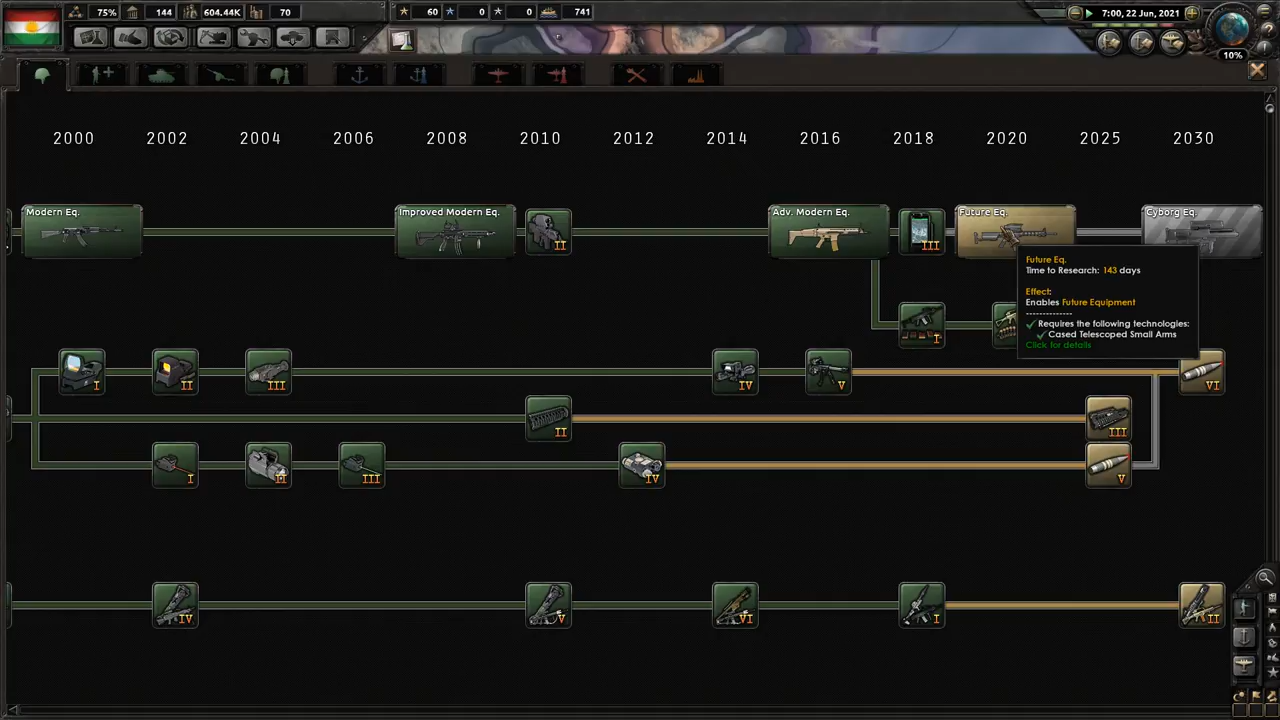 75% 144 604.44K 70 60 0 0 741 7:00, 22 Jun, 2021
10%
2000 2002 2004 2006 2008 2010 2012 2014 2016 2018 2020 2025 2030
Modern Eq. Improved Modern Eq. Adv. Modern Eq. Future Eq. Cyborg Eq.
II III
Future Eq.
Time to Research: 143 days
Effect:
Enables Future Equipment
--------------
Requires the following technologies:
Cased Telescoped Small Arms
Click for details
I
I II III IV V VI
II III
I II III IV V
IV V VI I II